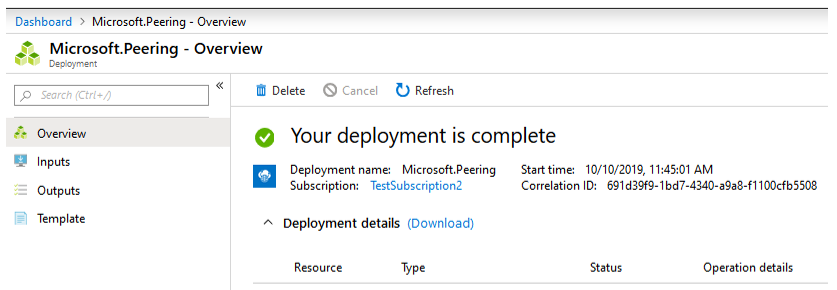 Dashboard > Microsoft.Peering - Overview
Microsoft.Peering - Overview
Deployment
Search (Ctrl+/)
«
Delete Cancel Refresh
Overview
Inputs
Outputs
Template
Your deployment is complete
Deployment name: Microsoft.Peering Start time: 10/10/2019, 11:45:01 AM
Subscription: TestSubscription2 Correlation ID: 691d39f9-1bd7-4340-a9a8-f1100cfb5508
Deployment details (Download)
Resource Type Status Operation details